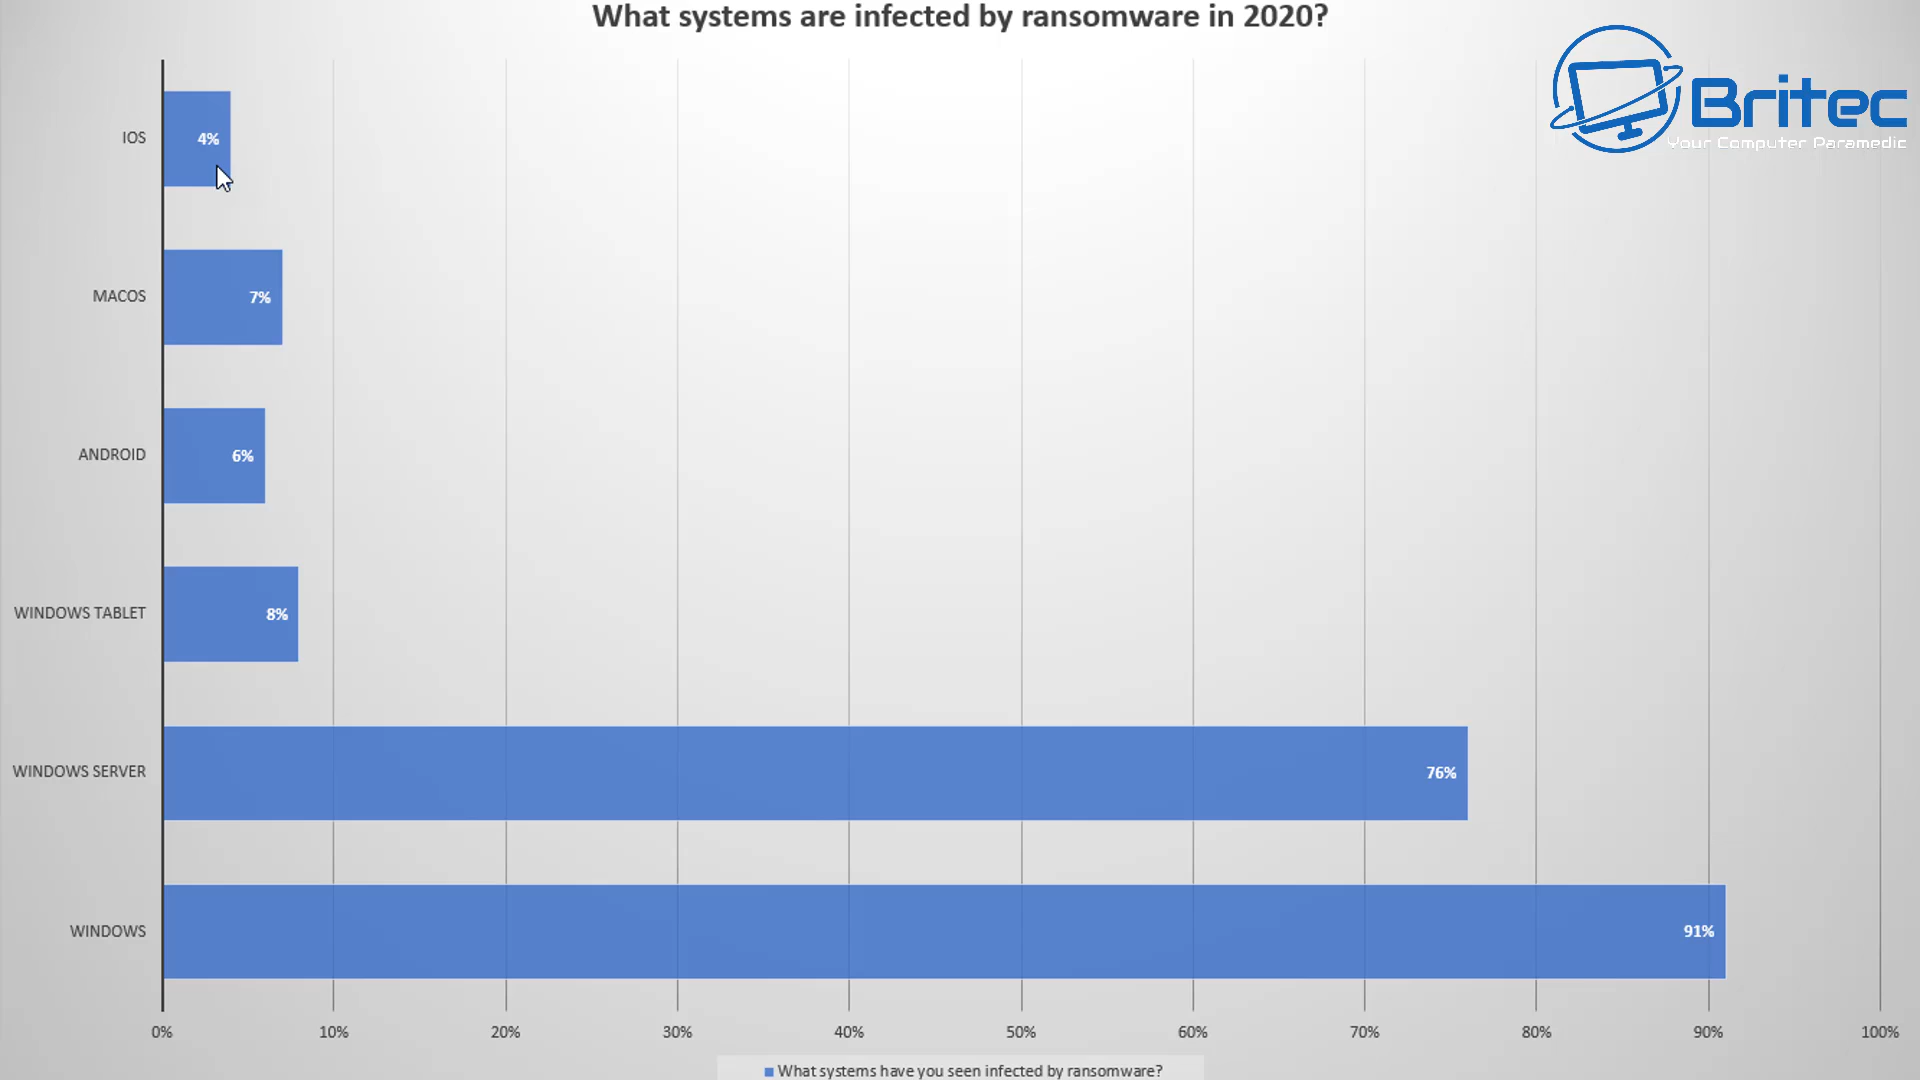 What systems are infected by ransomware in 2020?
Britec
Your Computer Paramedic
IOS
4%
MACOS
7%
ANDROID
6%
WINDOWS TABLET
8%
WINDOWS SERVER
76%
WINDOWS
91%
0% 10% 20% 30% 40% 50% 60% 70% 80% 90% 100%
What systems have you seen infected by ransomware?